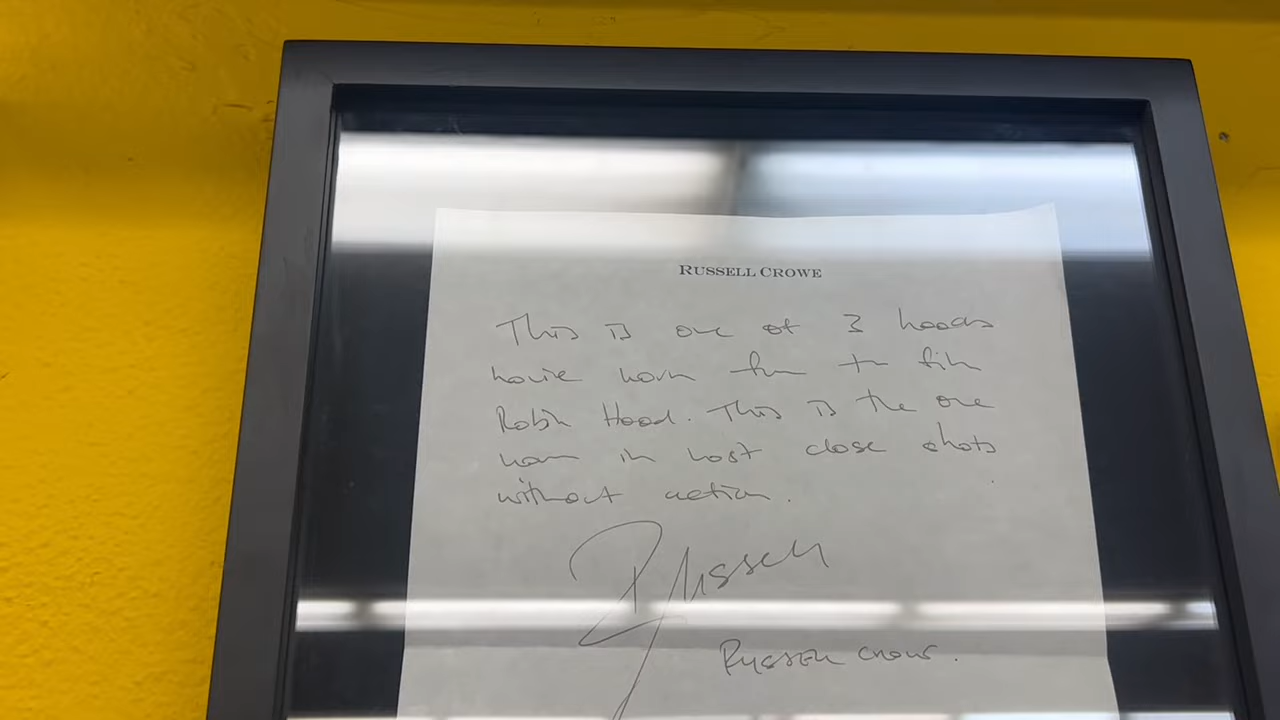 RUSSELL CROWE
This is one of 3 hoods
worn for the film
Robin Hood. This is the one
worn in most close shots
without action.
Russell
Russell Crowe.